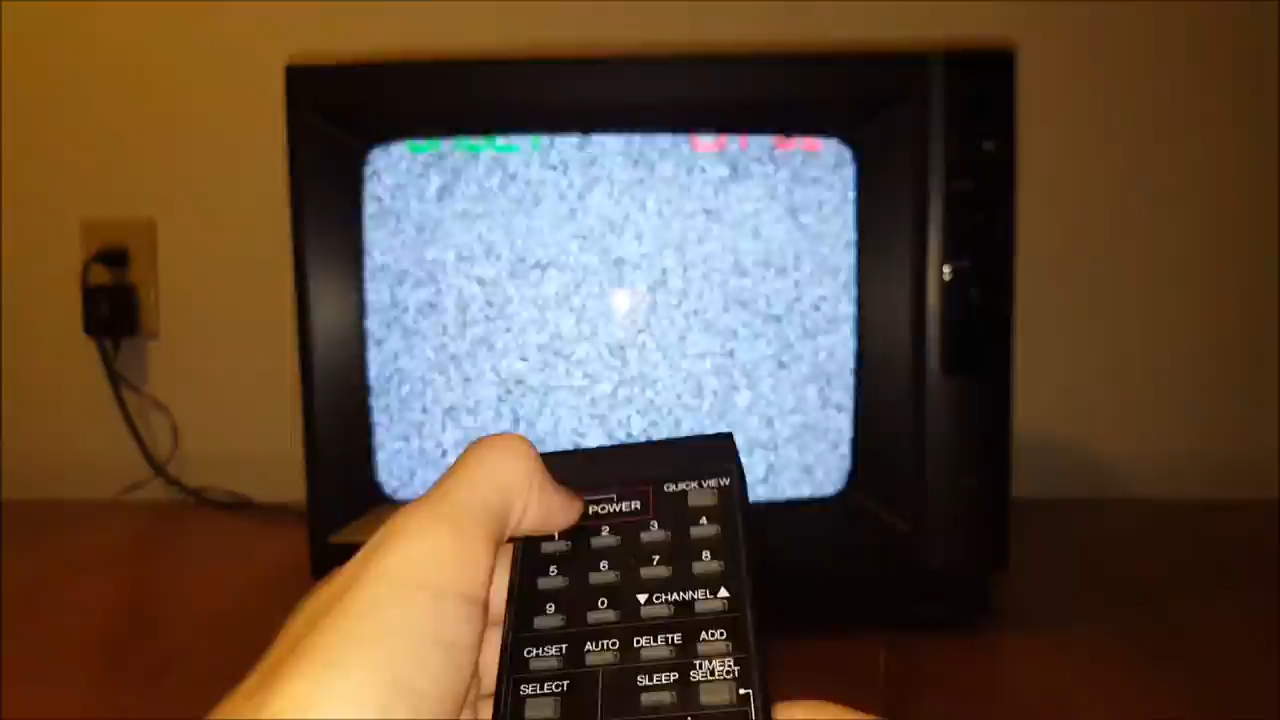 QUICK VIEW
POWER
1 2 3 4
5 6 7 8
9 0 ▼ CHANNEL ▲
CH.SET AUTO DELETE ADD
TIMER
SELECT SLEEP SELECT